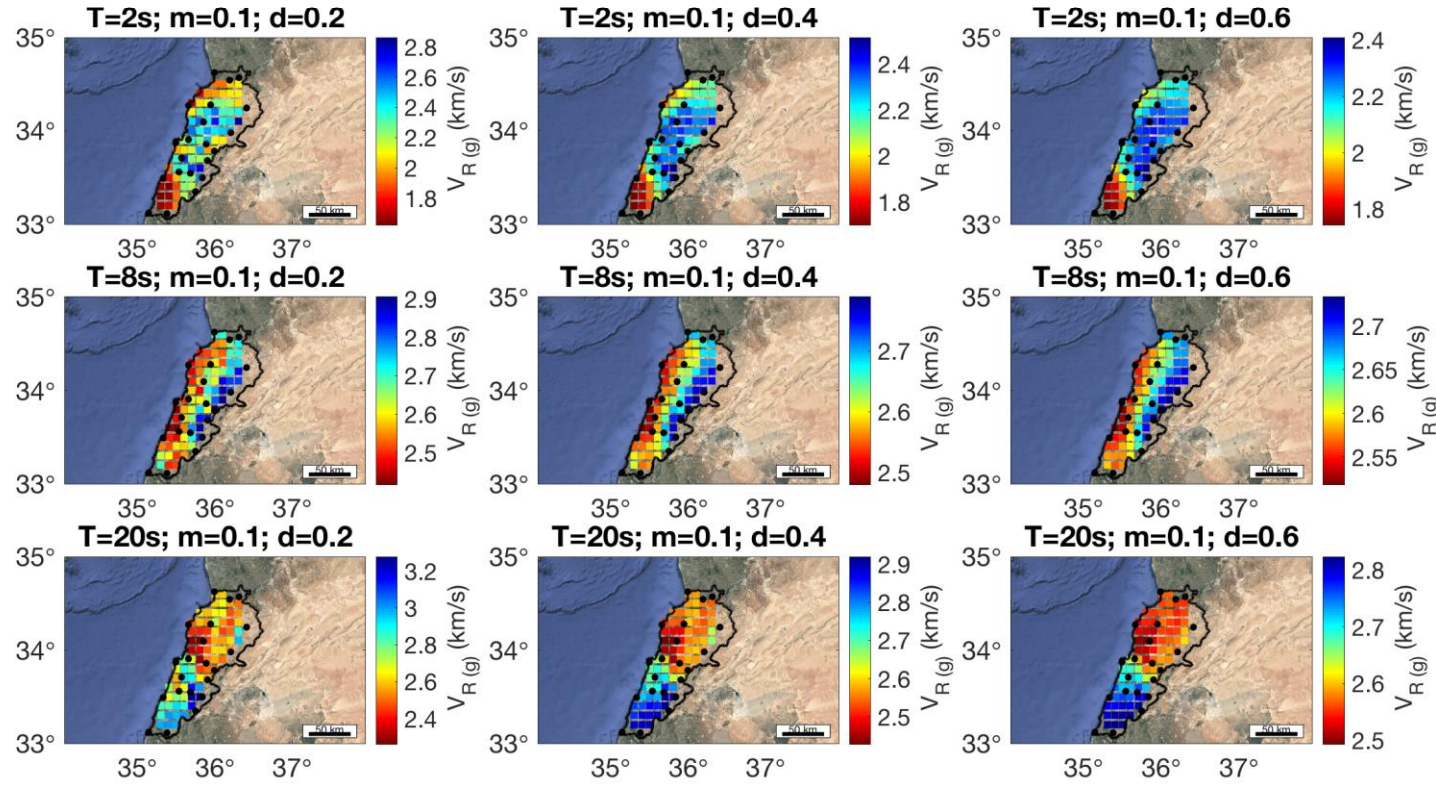 T=2s; m=0.1; d=0.2
T=2s; m=0.1; d=0.4
T=2s; m=0.1; d=0.6
35°
34°
33°
35° 36° 37°
2.8
2.6
2.4
2.2
2
1.8
V R (g) (km/s)
50 km
35°
34°
33°
35° 36° 37°
2.4
2.2
2
1.8
V R (g) (km/s)
50 km
35°
34°
33°
35° 36° 37°
2.4
2.2
2
1.8
V R (g) (km/s)
50 km
T=8s; m=0.1; d=0.2
T=8s; m=0.1; d=0.4
T=8s; m=0.1; d=0.6
35°
34°
33°
35° 36° 37°
2.9
2.8
2.7
2.6
2.5
V R (g) (km/s)
50 km
35°
34°
33°
35° 36° 37°
2.7
2.6
2.5
V R (g) (km/s)
50 km
35°
34°
33°
35° 36° 37°
2.7
2.65
2.6
2.55
V R (g) (km/s)
50 km
T=20s; m=0.1; d=0.2
T=20s; m=0.1; d=0.4
T=20s; m=0.1; d=0.6
35°
34°
33°
35° 36° 37°
3.2
3
2.8
2.6
2.4
V R (g) (km/s)
50 km
35°
34°
33°
35° 36° 37°
2.9
2.8
2.7
2.6
2.5
V R (g) (km/s)
50 km
35°
34°
33°
35° 36° 37°
2.8
2.7
2.6
2.5
V R (g) (km/s)
50 km